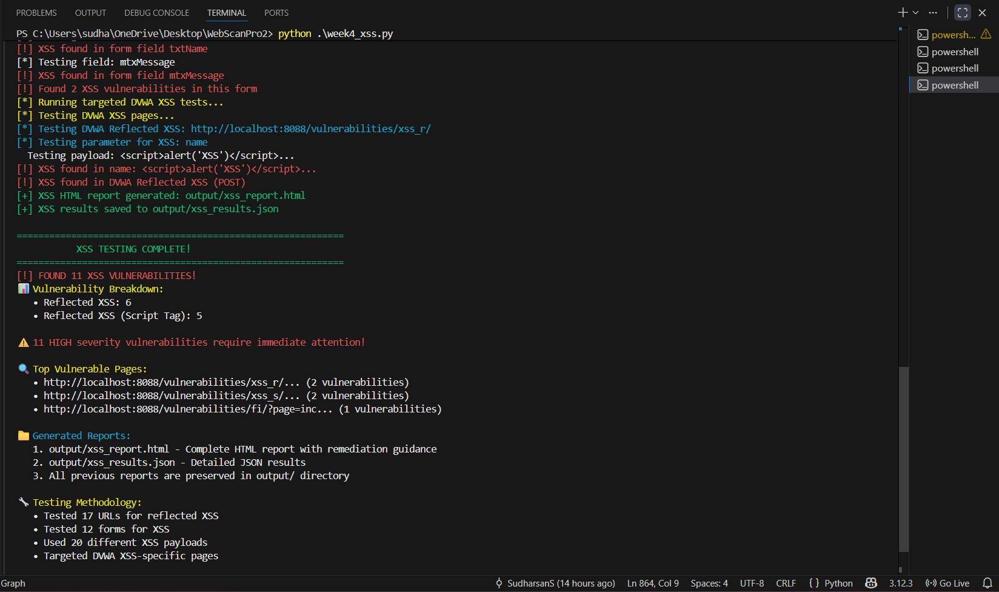 PROBLEMS OUTPUT DEBUG CONSOLE TERMINAL PORTS
PS C:\Users\sudha\OneDrive\Desktop\WebScanPro2> python .\week4_xss.py
[!] XSS found in form field txtName
[*] Testing field: mtxMessage
[!] XSS found in form field mtxMessage
[!] Found 2 XSS vulnerabilities in this form
[*] Running targeted DVWA XSS tests...
[*] Testing DVWA XSS pages...
[*] Testing DVWA Reflected XSS: http://localhost:8088/vulnerabilities/xss_r/
[*] Testing parameter for XSS: name
Testing payload: <script>alert('XSS')</script>...
[!] XSS found in name: <script>alert('XSS')</script>...
[!] XSS found in DVWA Reflected XSS (POST)
[+] XSS HTML report generated: output/xss_report.html
[+] XSS results saved to output/xss_results.json
============================================================
XSS TESTING COMPLETE!
============================================================
[!] FOUND 11 XSS VULNERABILITIES!
📊 Vulnerability Breakdown:
• Reflected XSS: 6
• Reflected XSS (Script Tag): 5
⚠️ 11 HIGH severity vulnerabilities require immediate attention!
🔍 Top Vulnerable Pages:
• http://localhost:8088/vulnerabilities/xss_r/... (2 vulnerabilities)
• http://localhost:8088/vulnerabilities/xss_s/... (2 vulnerabilities)
• http://localhost:8088/vulnerabilities/fi/?page=inc... (1 vulnerabilities)
📁 Generated Reports:
1. output/xss_report.html - Complete HTML report with remediation guidance
2. output/xss_results.json - Detailed JSON results
3. All previous reports are preserved in output/ directory
🔧 Testing Methodology:
• Tested 17 URLs for reflected XSS
• Tested 12 forms for XSS
• Used 20 different XSS payloads
• Targeted DVWA XSS-specific pages
powersh...
powershell
powershell
powershell
Graph SudharsanS (14 hours ago) Ln 864, Col 9 Spaces: 4 UTF-8 CRLF { } Python 3.12.3 Go Live